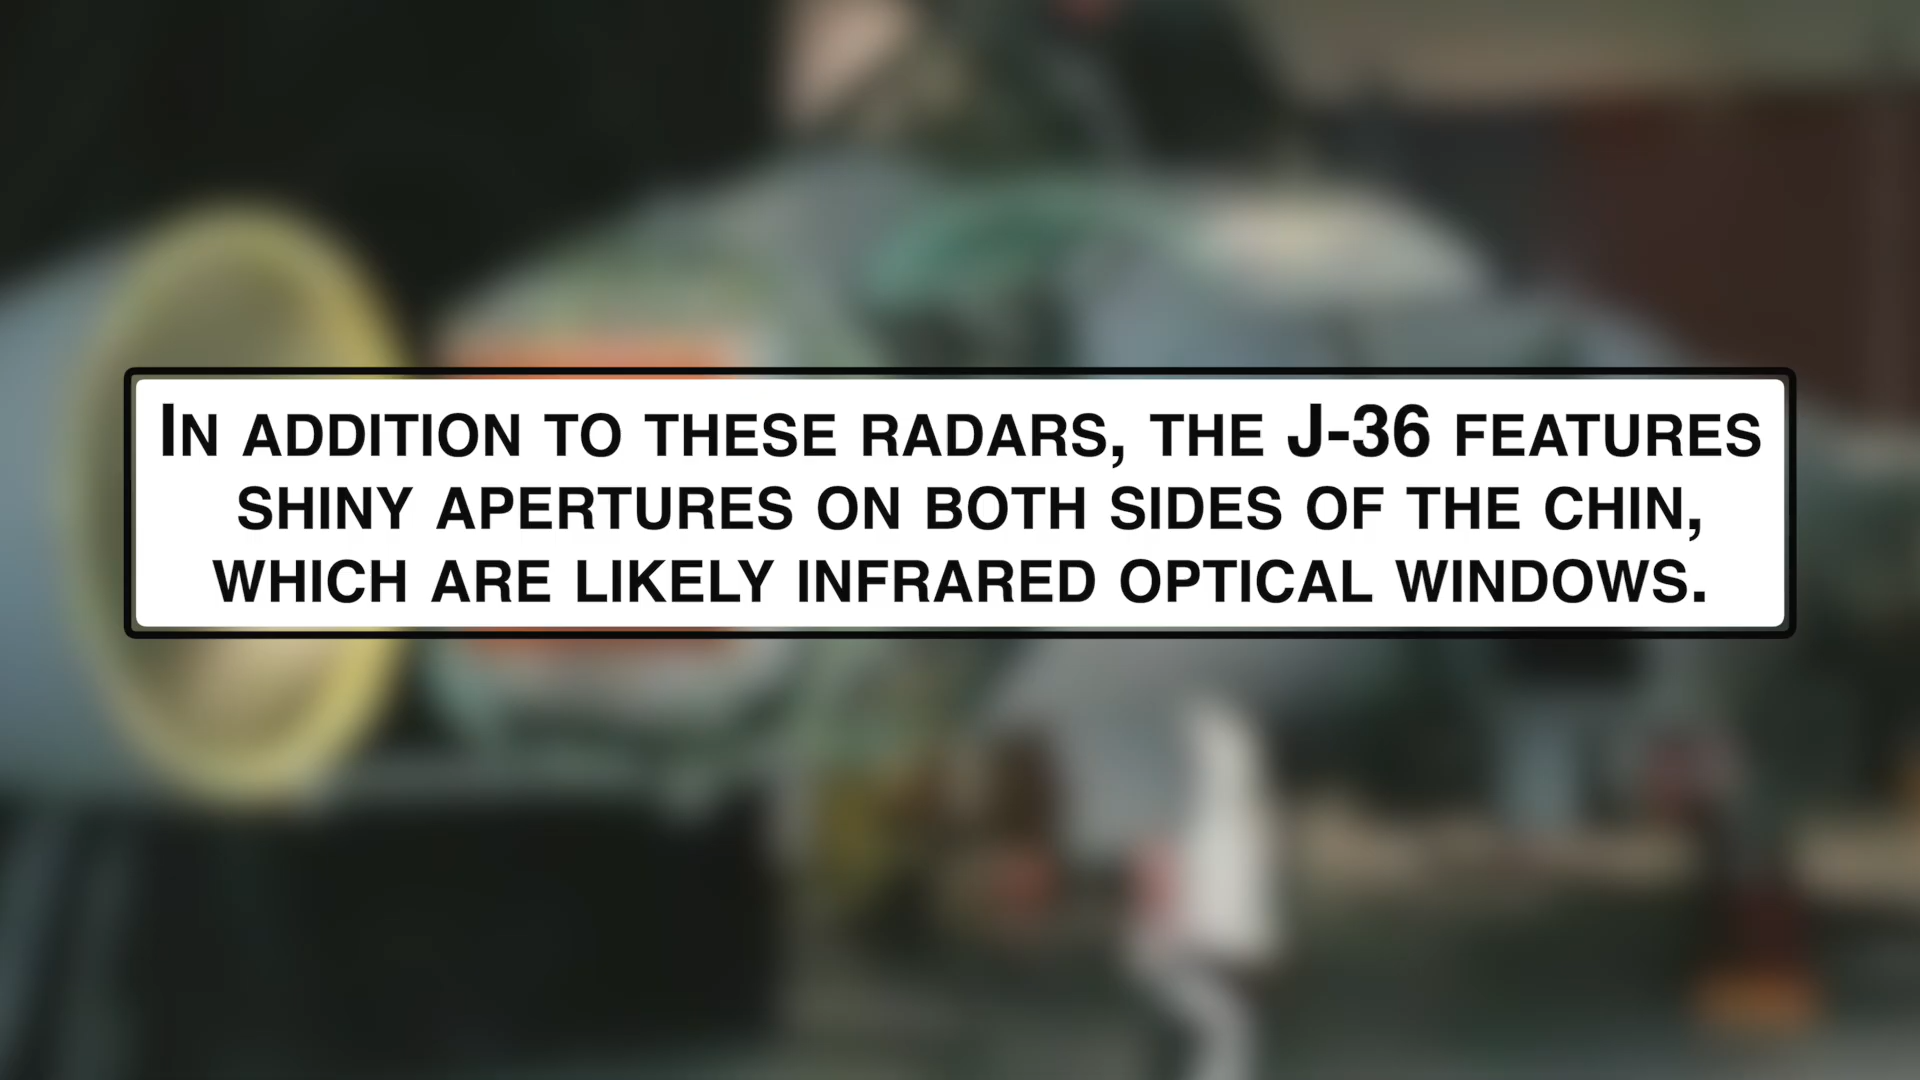 In addition to these radars, the J-36 features
shiny apertures on both sides of the chin,
which are likely infrared optical windows.